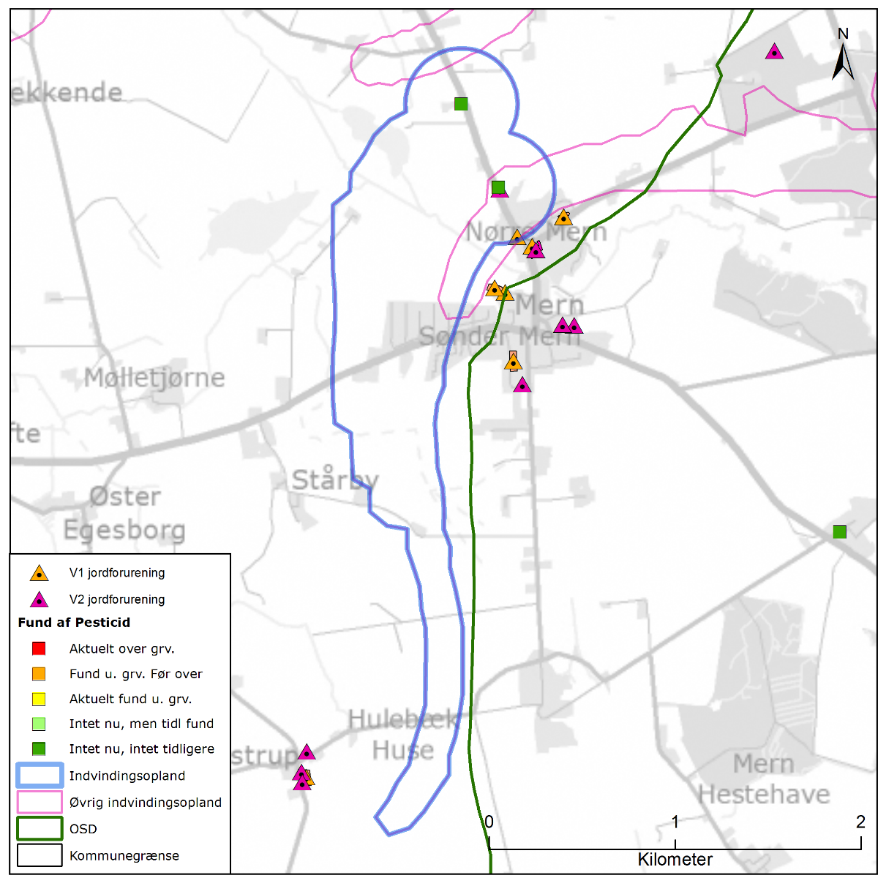 N
ekkende
Nørre Mern
Mern
Sønder Mern
Mølletjørne
fte
Stårby
Øster
Egesborg
Hulebæk
Huse
strup
Mern
Hestehave
V1 jordforurening
V2 jordforurening
Fund af Pesticid
Aktuelt over grv.
Fund u. grv. Før over
Aktuelt fund u. grv.
Intet nu, men tidl fund
Intet nu, intet tidligere
Indvindingsopland
Øvrig indvindingsopland
OSD
Kommunegrænse
0 1 2
Kilometer